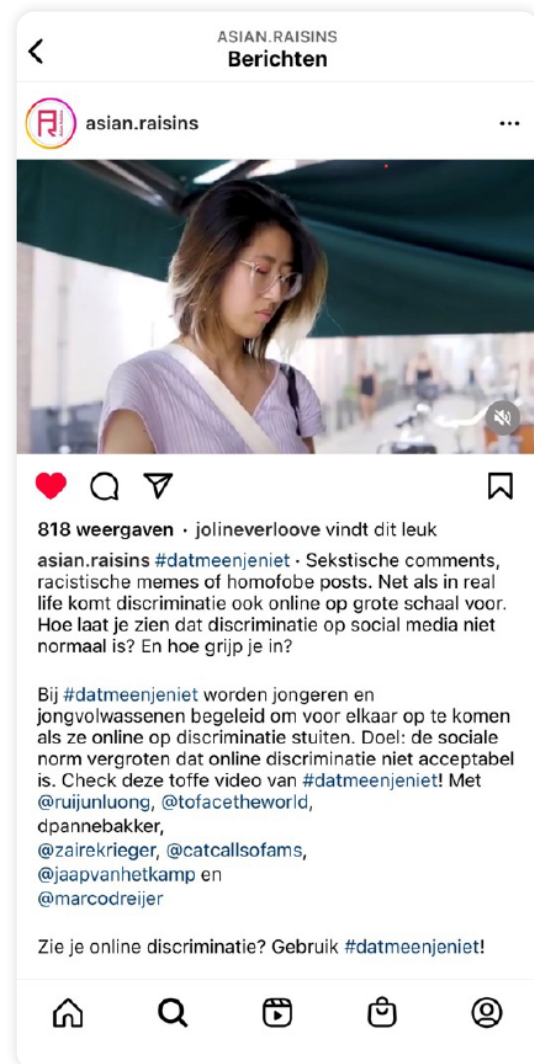 ASIAN.RAISINS
Berichten
asian.raisins
818 weergaven · jolineverloove vindt dit leuk
asian.raisins #datmeenjeniet · Sekstische comments,
racistische memes of homofobe posts. Net als in real
life komt discriminatie ook online op grote schaal voor.
Hoe laat je zien dat discriminatie op social media niet
normaal is? En hoe grijp je in?
Bij #datmeenjeniet worden jongeren en
jongvolwassenen begeleid om voor elkaar op te komen
als ze online op discriminatie stuiten. Doel: de sociale
norm vergroten dat online discriminatie niet acceptabel
is. Check deze toffe video van #datmeenjeniet! Met
@ruijunluong, @tofacetheworld,
dpannebakker,
@zairekrieger, @catcallsofams,
@jaapvanhetkamp en
@marcodreijer
Zie je online discriminatie? Gebruik #datmeenjeniet!